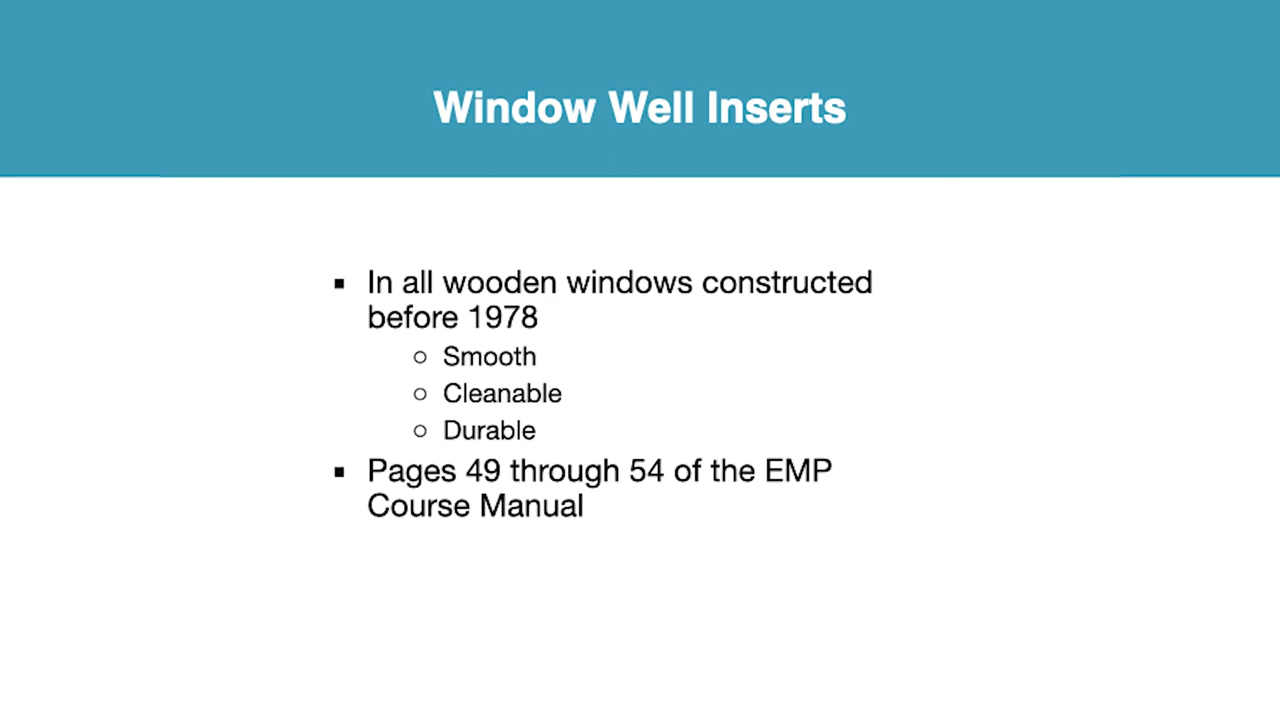 Window Well Inserts
▪ In all wooden windows constructed
before 1978
○ Smooth
○ Cleanable
○ Durable
▪ Pages 49 through 54 of the EMP
Course Manual